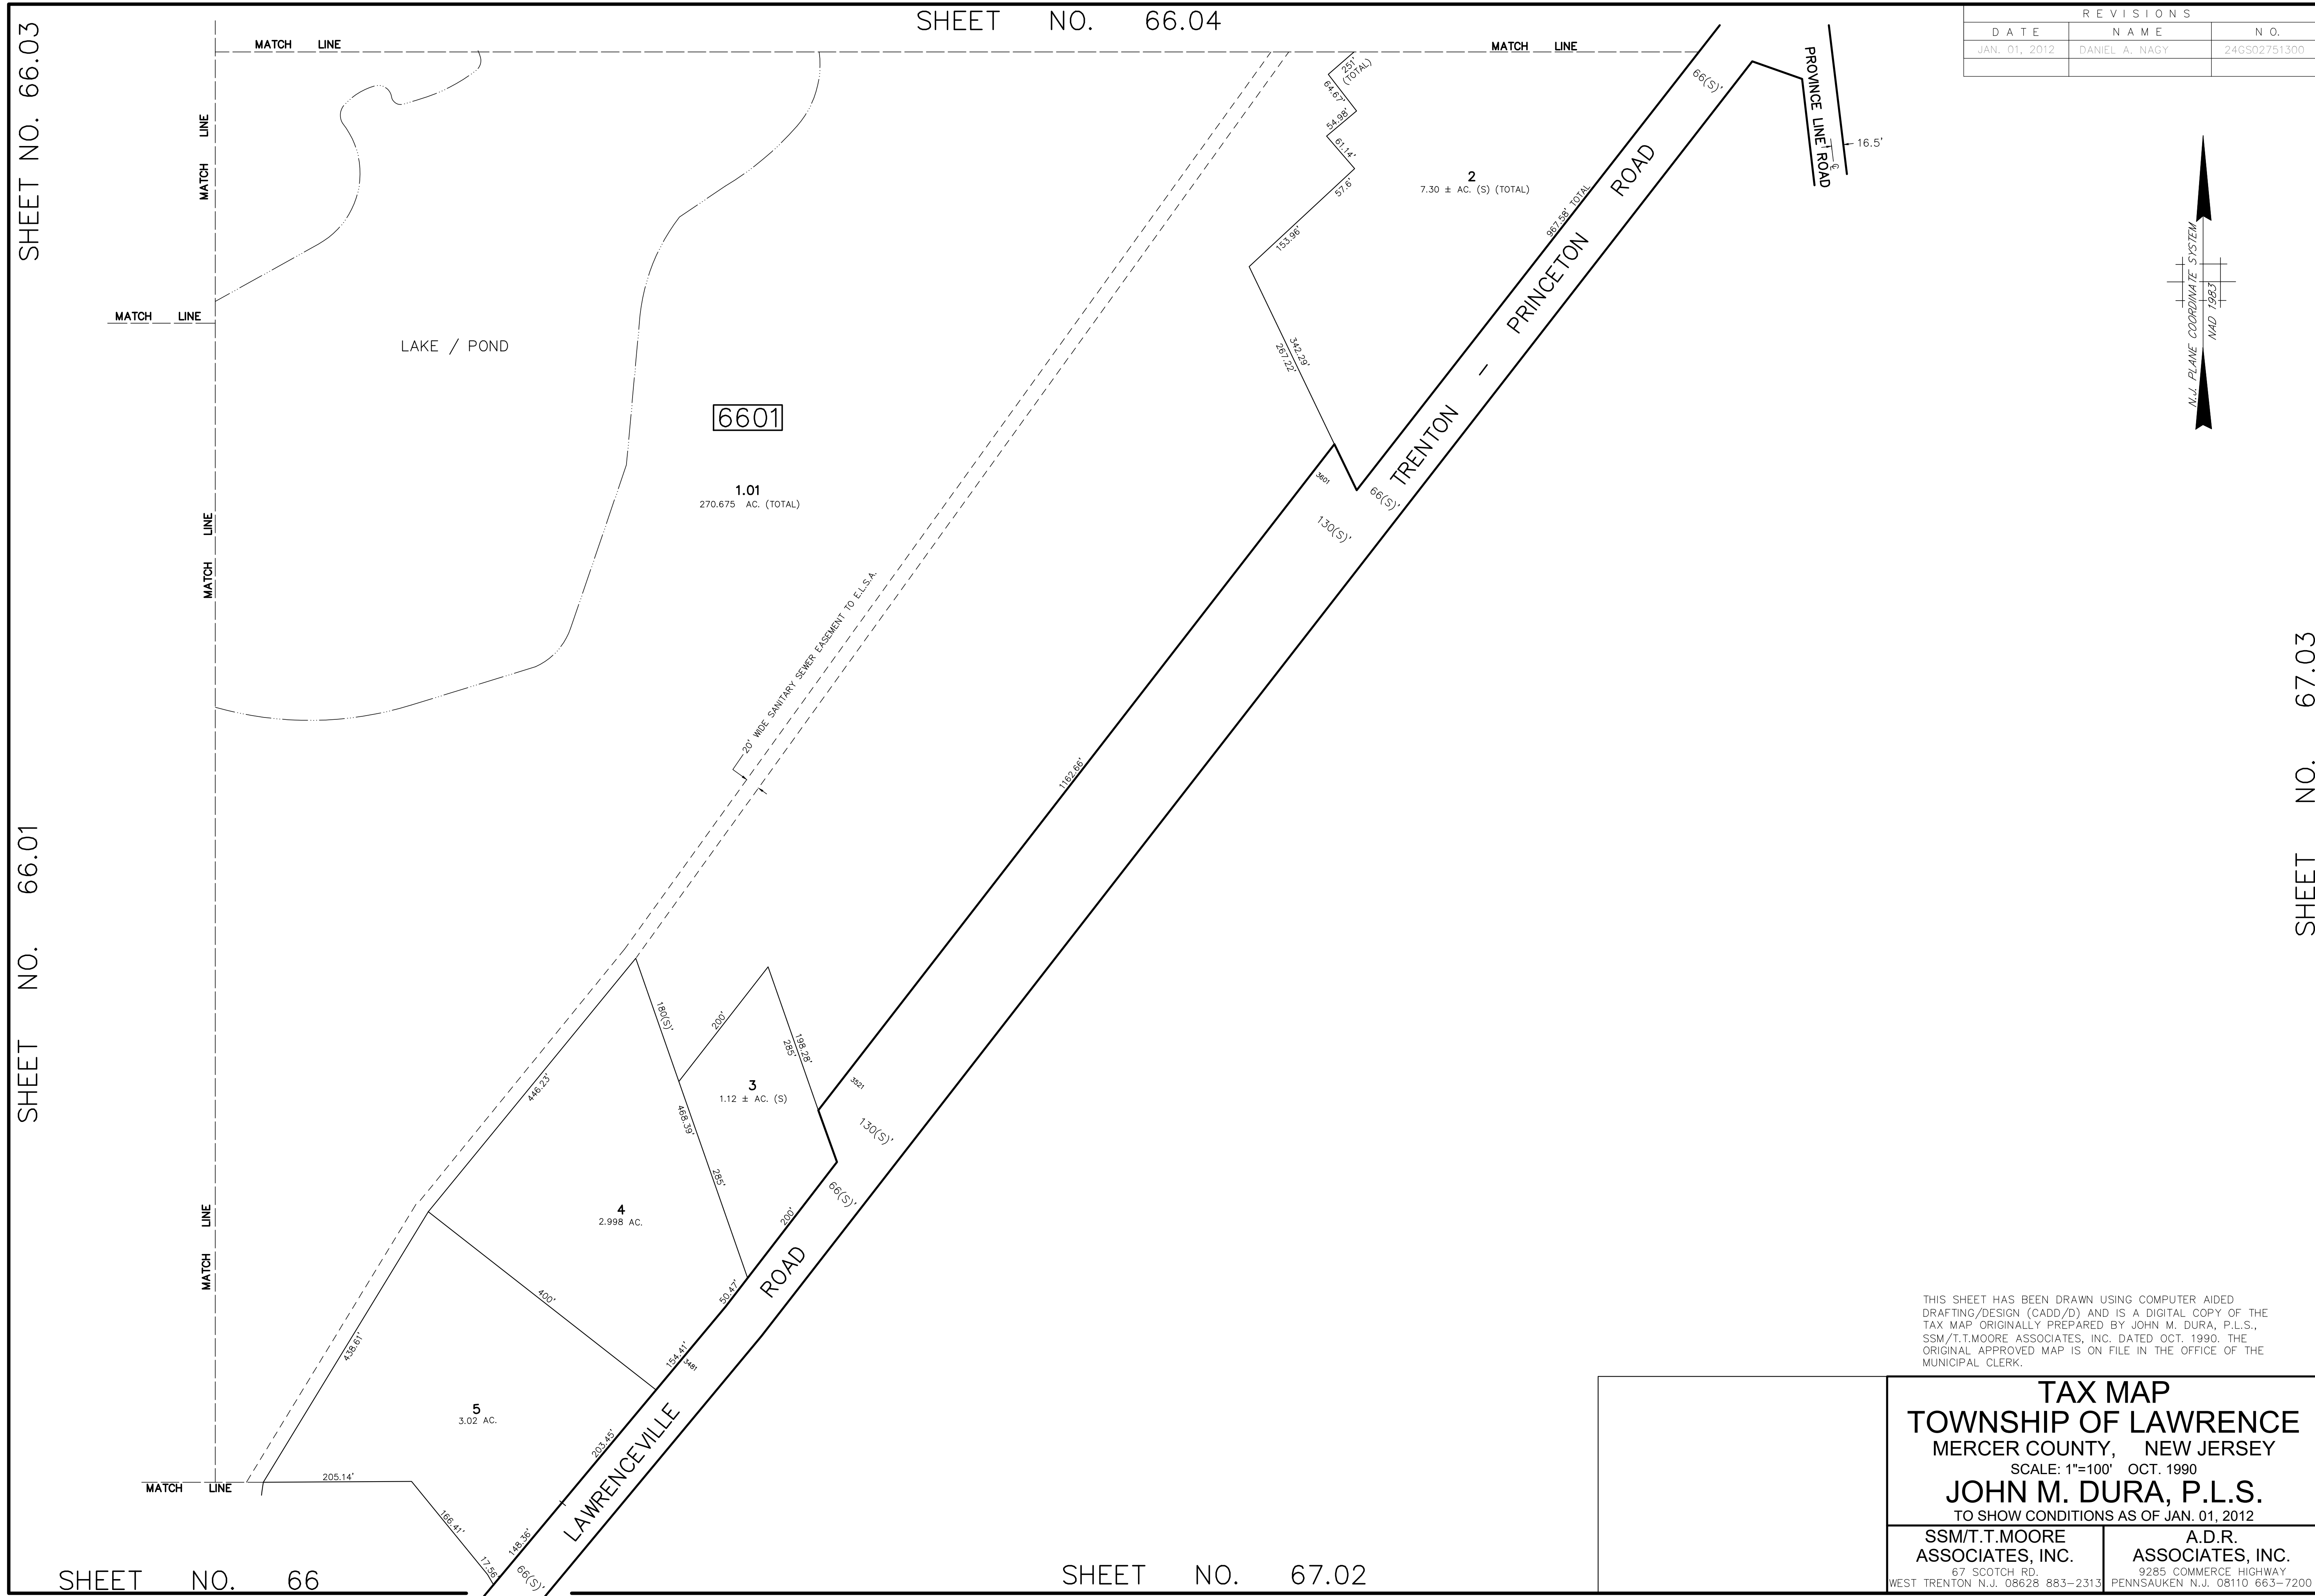 SHEET NO. 66.04
SHEET NO. 66.03
REVISIONS
DATE NAME NO.
JAN. 01, 2012 DANIEL A. NAGY 24GS02751300
MATCH LINE
MATCH LINE
MATCH LINE
MATCH LINE
MATCH LINE
MATCH LINE
MATCH LINE
251'
(TOTAL)
64.67'
54.98'
61.14'
57.6'
153.96'
342.29'
267.22'
2
7.30 ± AC. (S) (TOTAL)
967.58' TOTAL
66(S)'
PROVINCE LINE ROAD
℄
16.5'
N.J. PLANE COORDINATE SYSTEM
NAD 1983
TRENTON - PRINCETON ROAD
LAKE / POND
6601
1.01
270.675 AC. (TOTAL)
3601
66(S)'
130(S)'
20' WIDE SANITARY SEWER EASEMENT TO E.L.S.A.
1162.66'
SHEET NO. 67.03
SHEET NO. 66.01
180(S)'
200'
198.28'
285'
3
1.12 ± AC. (S)
3521
130(S)'
446.23'
468.39'
285'
66(S)'
200'
4
2.998 AC.
50.47'
400'
438.61'
154.41'
3481
5
3.02 AC.
203.45'
LAWRENCEVILLE ROAD
205.14'
166.41'
148.36'
17.56'
66(S)'
SHEET NO. 66
SHEET NO. 67.02
THIS SHEET HAS BEEN DRAWN USING COMPUTER AIDED
DRAFTING/DESIGN (CADD/D) AND IS A DIGITAL COPY OF THE
TAX MAP ORIGINALLY PREPARED BY JOHN M. DURA, P.L.S.,
SSM/T.T.MOORE ASSOCIATES, INC. DATED OCT. 1990. THE
ORIGINAL APPROVED MAP IS ON FILE IN THE OFFICE OF THE
MUNICIPAL CLERK.
TAX MAP
TOWNSHIP OF LAWRENCE
MERCER COUNTY, NEW JERSEY
SCALE: 1"=100' OCT. 1990
JOHN M. DURA, P.L.S.
TO SHOW CONDITIONS AS OF JAN. 01, 2012
SSM/T.T.MOORE
ASSOCIATES, INC.
67 SCOTCH RD.
WEST TRENTON N.J. 08628 883-2313
A.D.R.
ASSOCIATES, INC.
9285 COMMERCE HIGHWAY
PENNSAUKEN N.J. 08110 663-7200